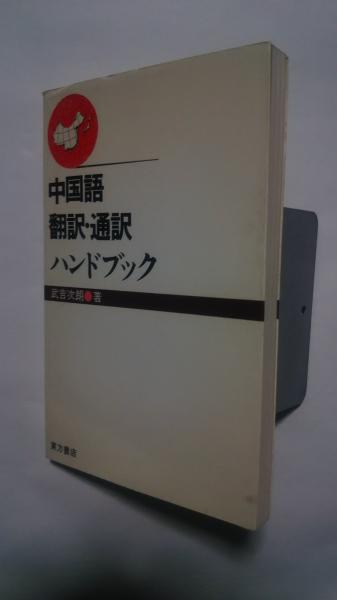 中国語
翻訳・通訳
ハンドブック
武吉次朗●著
東方書店